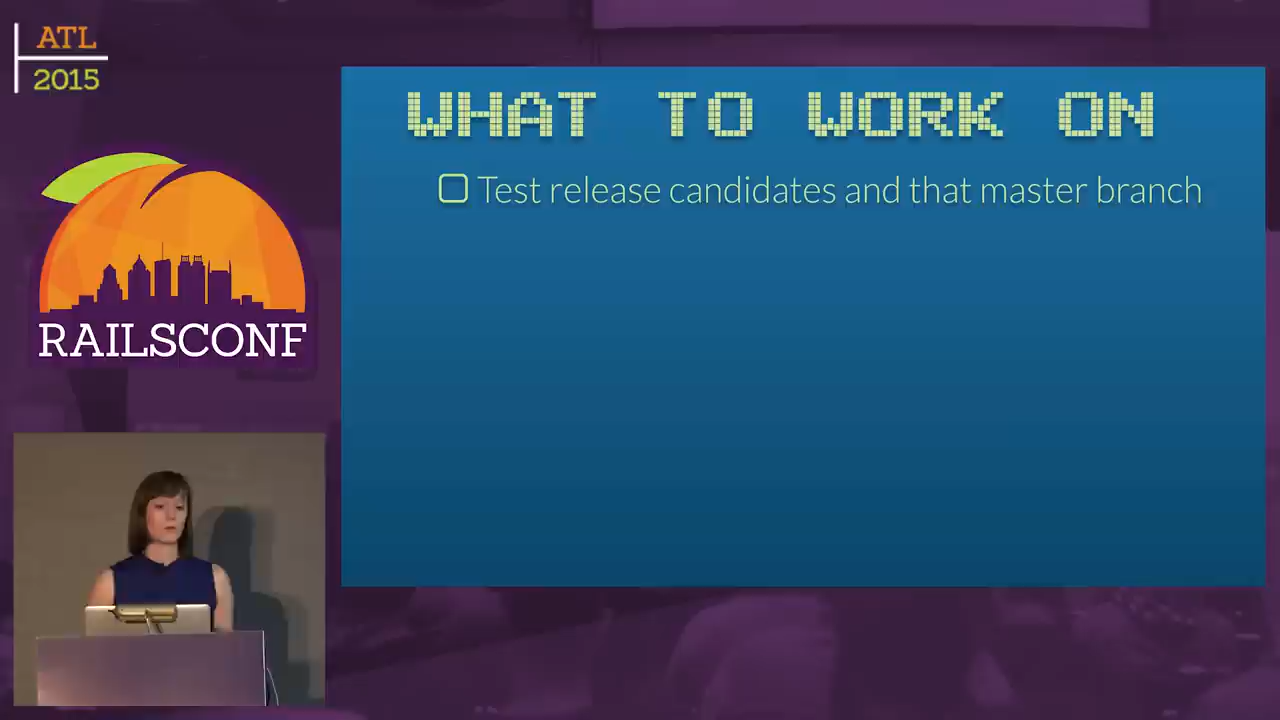 ATL
2015
WHAT TO WORK ON
Test release candidates and that master branch
RAILSCONF